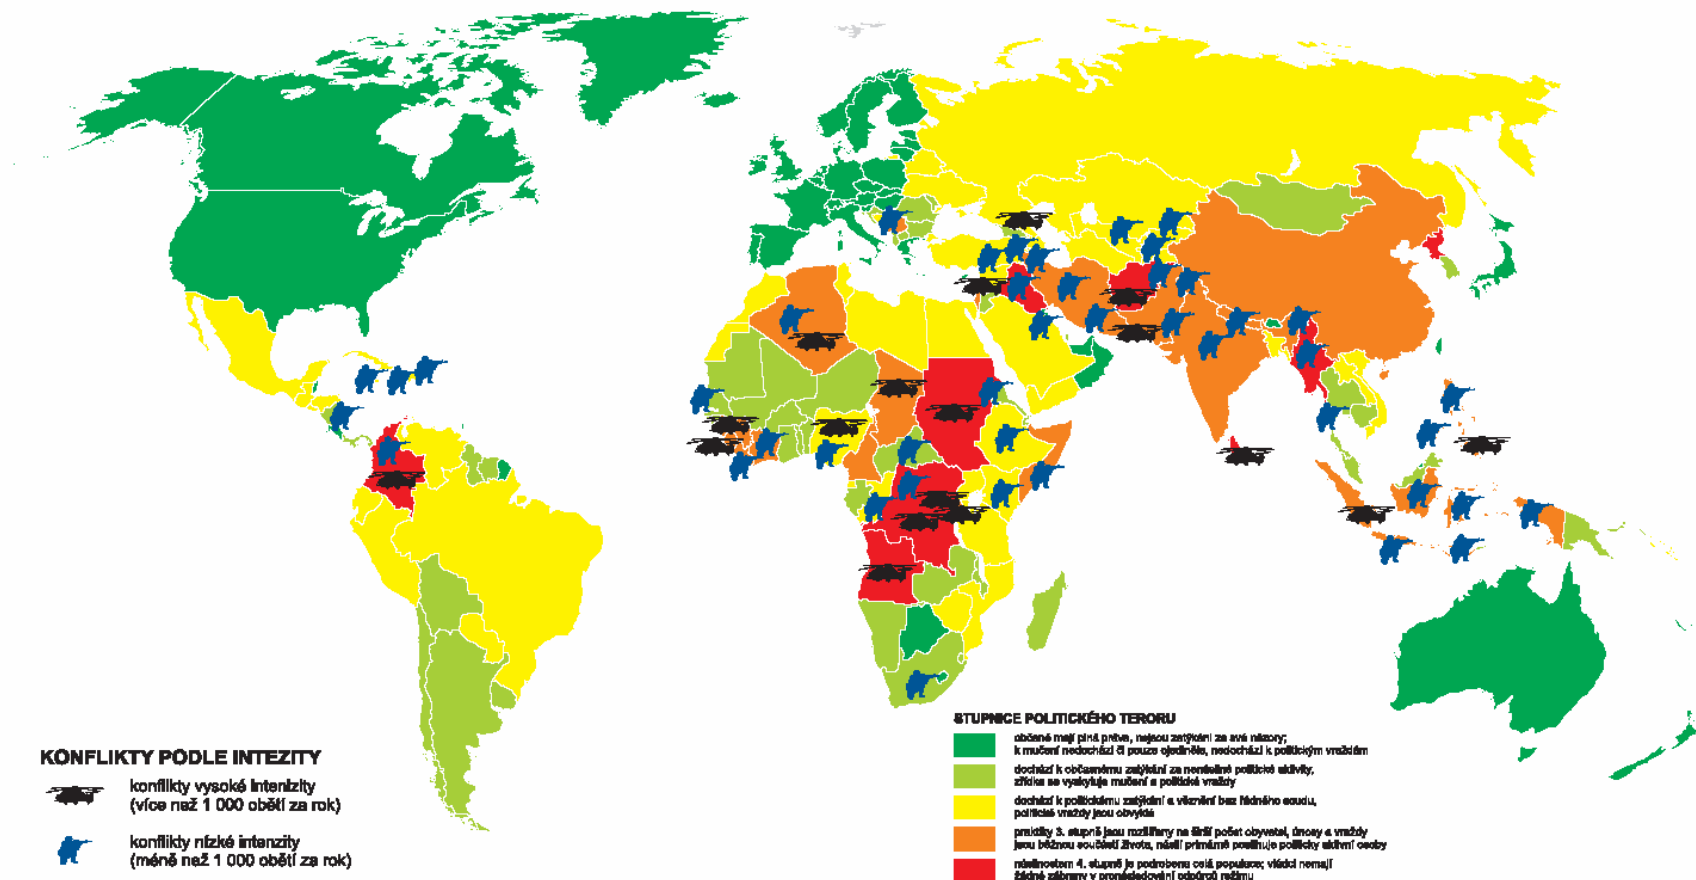 KONFLIKTY PODLE INTEZITY
konflikty vysoké intenizity
(více než 1 000 obětí za rok)
konflikty nízké intenzity
(méně než 1 000 obětí za rok)
STUPNICE POLITICKÉHO TERORU
občané mají plná práva, nejsou zatýkáni za své názory;
k mučení nedochází či pouze ojediněle, nedochází k politickým vraždám
dochází k občasnému zatýkání za nenásilné politické aktivity,
zřídka se vyskytuje mučení a politické vraždy
dochází k politickému zatýkání a věznění bez řádného soudu,
politické vraždy jsou obvyklé
praktiky 3. stupně jsou rozšířeny na širší počet obyvatel, únosy a vraždy
jsou běžnou součástí života, násilí primárně postihuje politicky aktivní osoby
násilnostem 4. stupně je podrobena celá populace; vládci nemají
žádné zábrany v pronásledování odpůrců režimu